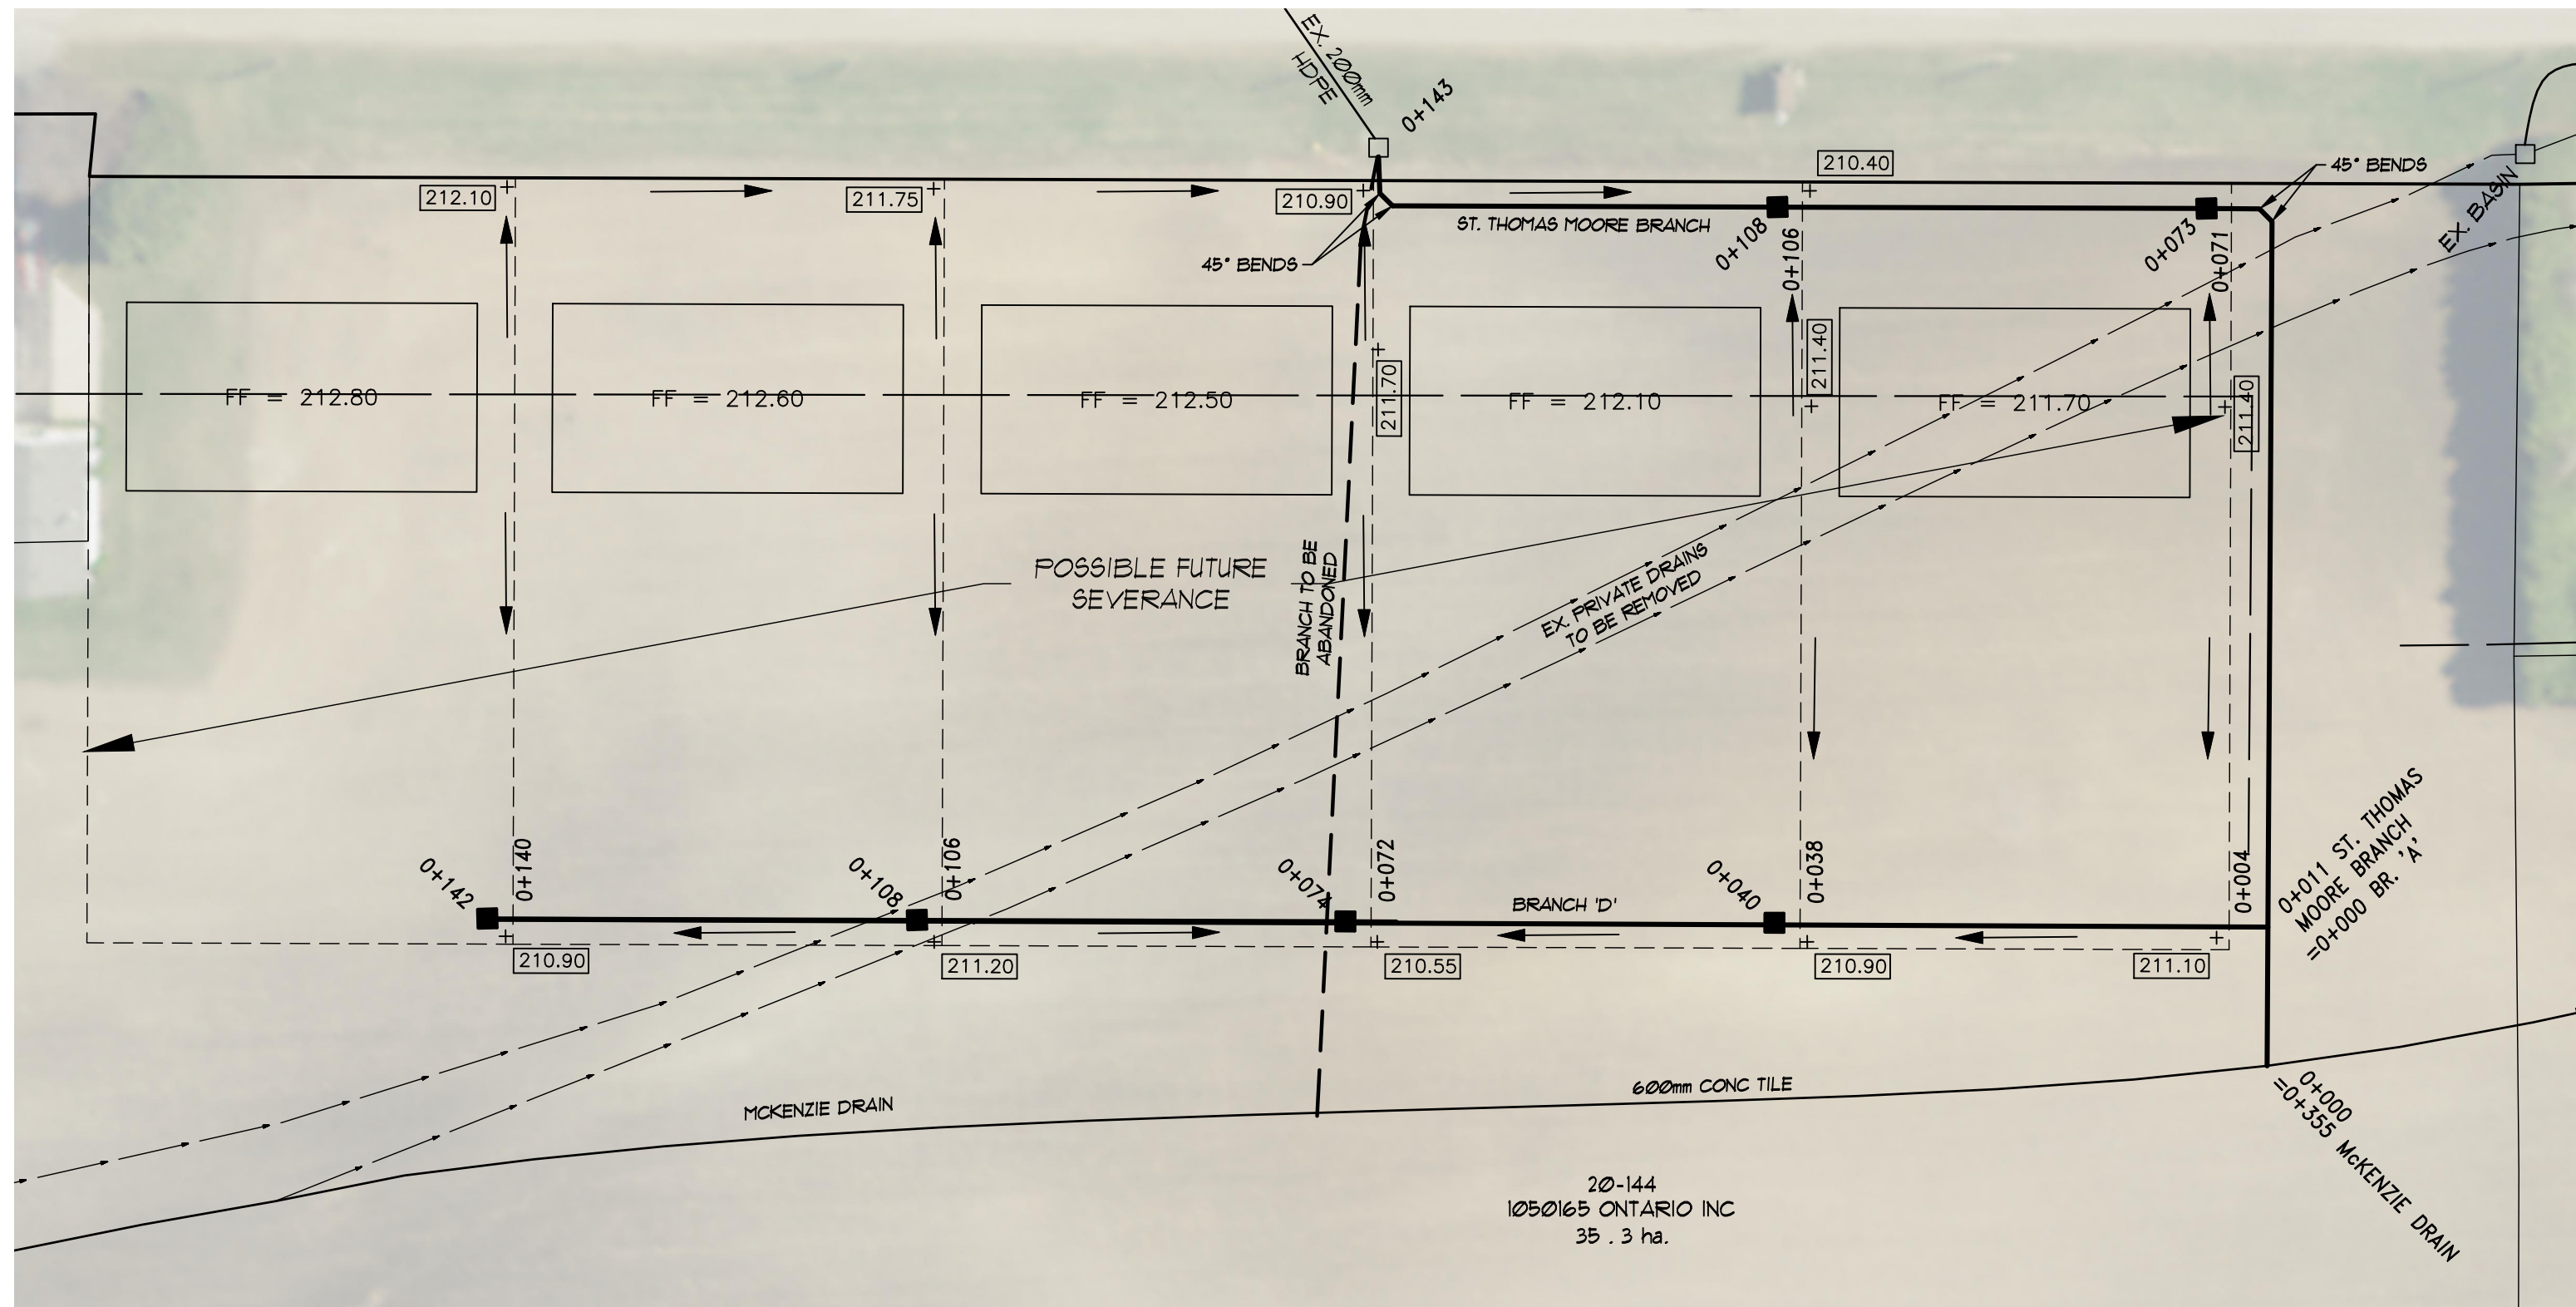 EX. 200mm
HDPE
0+143
210.40
45° BENDS
212.10
211.75
210.90
EX. BASIN
ST. THOMAS MOORE BRANCH
0+108
0+106
0+073
0+071
45° BENDS
211.40
211.70
211.40
FF = 212.80
FF = 212.60
FF = 212.50
FF = 212.10
FF = 211.70
POSSIBLE FUTURE
SEVERANCE
BRANCH TO BE
ABANDONED
EX. PRIVATE DRAINS
TO BE REMOVED
0+142
0+140
0+108
0+106
0+074
0+072
0+040
0+038
0+004
BRANCH 'D'
0+011 ST. THOMAS
MOORE BRANCH
=0+000 BR. 'A'
210.90
211.20
210.55
210.90
211.10
MCKENZIE DRAIN
600mm CONC TILE
0+000
=0+355 McKENZIE DRAIN
20-144
1050165 ONTARIO INC
35 . 3 ha.